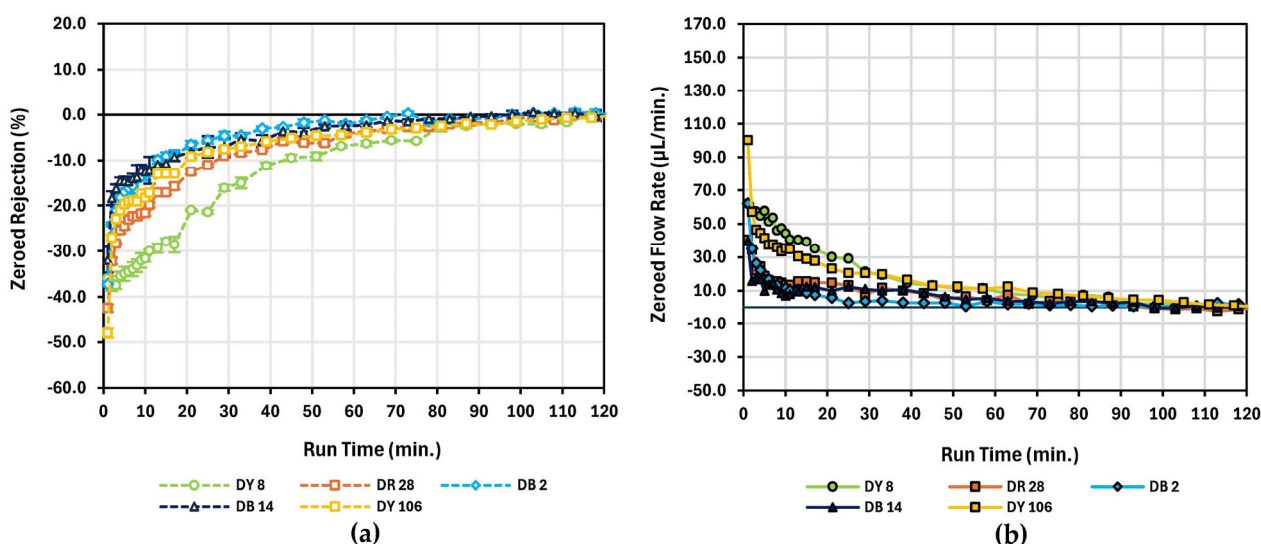 20.0
10.0
0.0
-10.0
-20.0
-30.0
-40.0
-50.0
-60.0
Zeroed Rejection (%)
0 10 20 30 40 50 60 70 80 90 100 110 120
Run Time (min.)
DY 8 DR 28 DB 2
DB 14 DY 106
(a)
170.0
150.0
130.0
110.0
90.0
70.0
50.0
30.0
10.0
-10.0
-30.0
-50.0
Zeroed Flow Rate (µL/min.)
0 10 20 30 40 50 60 70 80 90 100 110 120
Run Time (min.)
DY 8 DR 28 DB 2
DB 14 DY 106
(b)